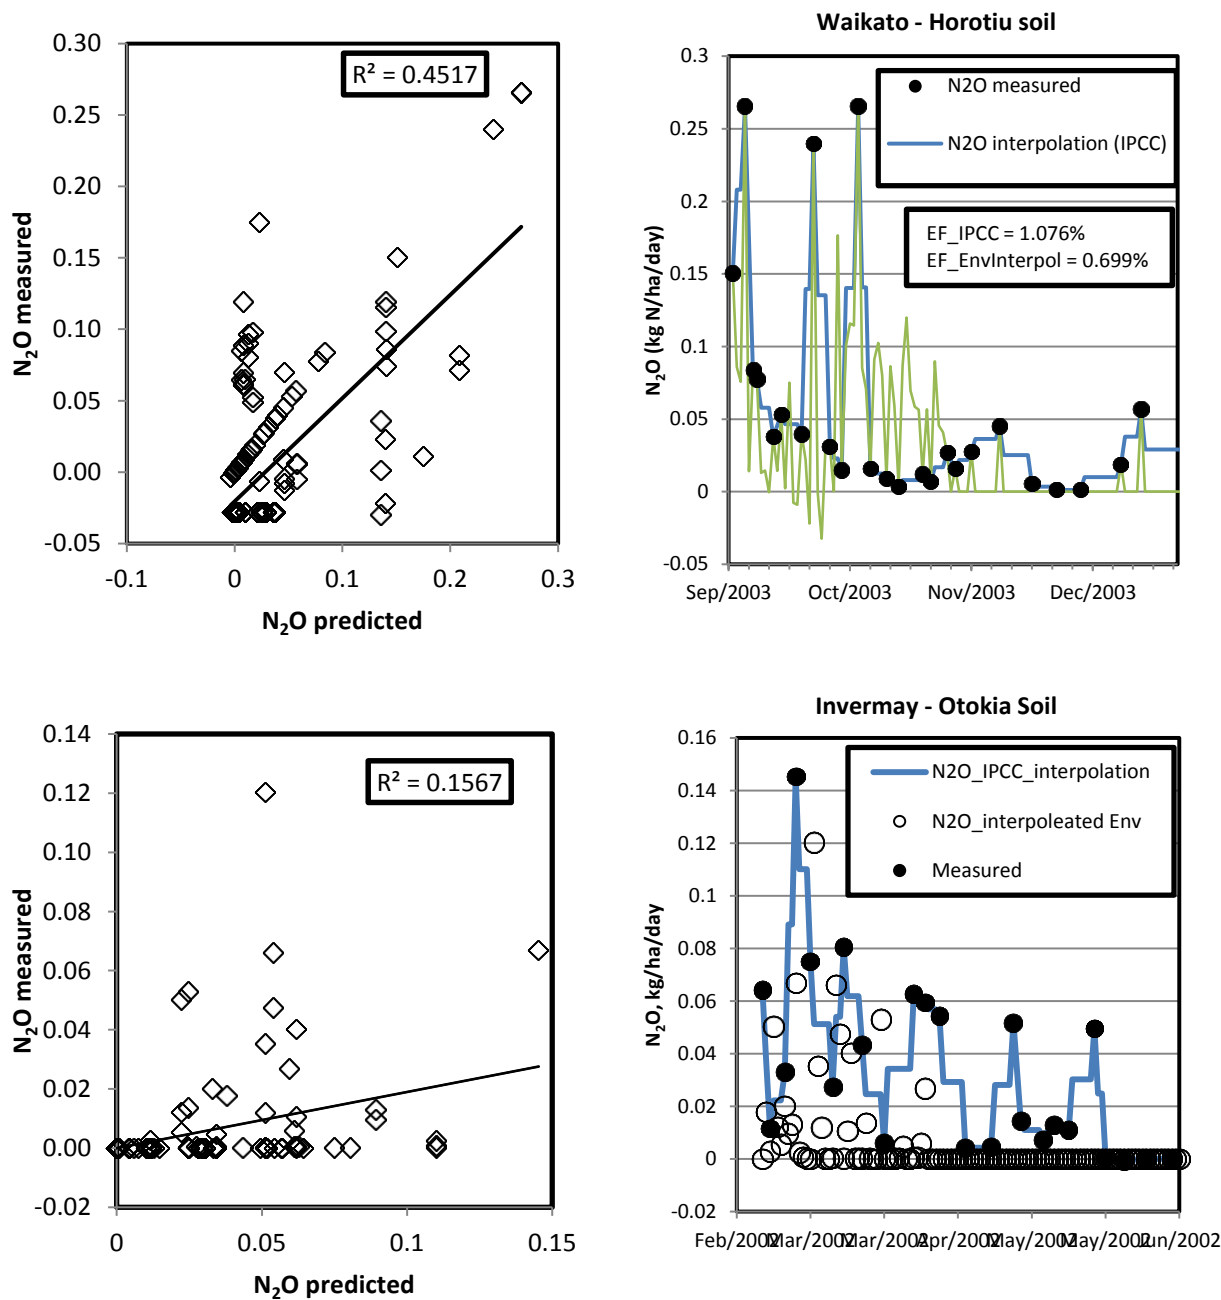 0.30
0.25
0.20
0.15
0.10
0.05
0.00
-0.05
-0.1
0
0.1
0.2
0.3
N₂O measured
N₂O predicted
R² = 0.4517
Waikato - Horotiu soil
0.3
0.25
0.2
0.15
0.1
0.05
0
-0.05
N₂O (kg N/ha/day)
N2O measured
N2O interpolation (IPCC)
EF_IPCC = 1.076%
EF_EnvInterpol = 0.699%
Sep/2003
Oct/2003
Nov/2003
Dec/2003
0.14
0.12
0.10
0.08
0.06
0.04
0.02
0.00
-0.02
0
0.05
0.1
0.15
N₂O measured
N₂O predicted
R² = 0.1567
Invermay - Otokia Soil
0.16
0.14
0.12
0.1
0.08
0.06
0.04
0.02
0
-0.02
N₂O, kg/ha/day
N2O_IPCC_interpolation
N2O_interpoleated Env
Measured
Feb/2002
Mar/2002
Mar/2002
Apr/2002
May/2002
May/2002
Jun/2002